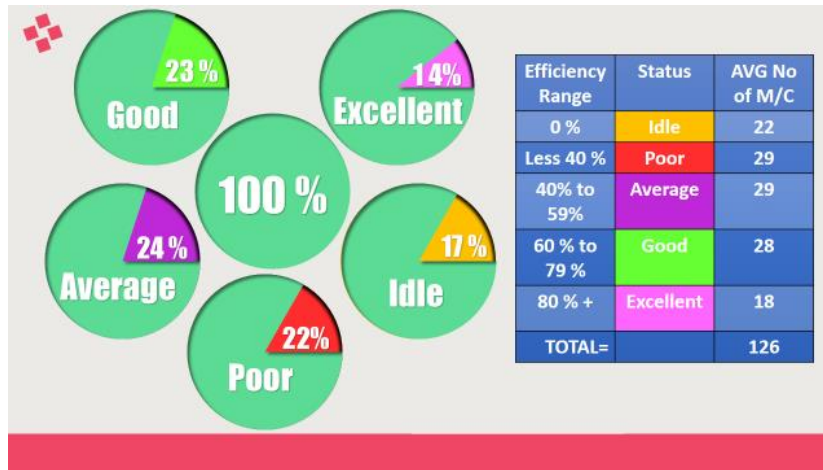 23 %
Good
14%
Excellent
100 %
24 %
Average
17 %
Idle
22%
Poor
Efficiency Range Status AVG No of M/C
0 % Idle 22
Less 40 % Poor 29
40% to 59% Average 29
60 % to 79 % Good 28
80 % + Excellent 18
TOTAL= 126